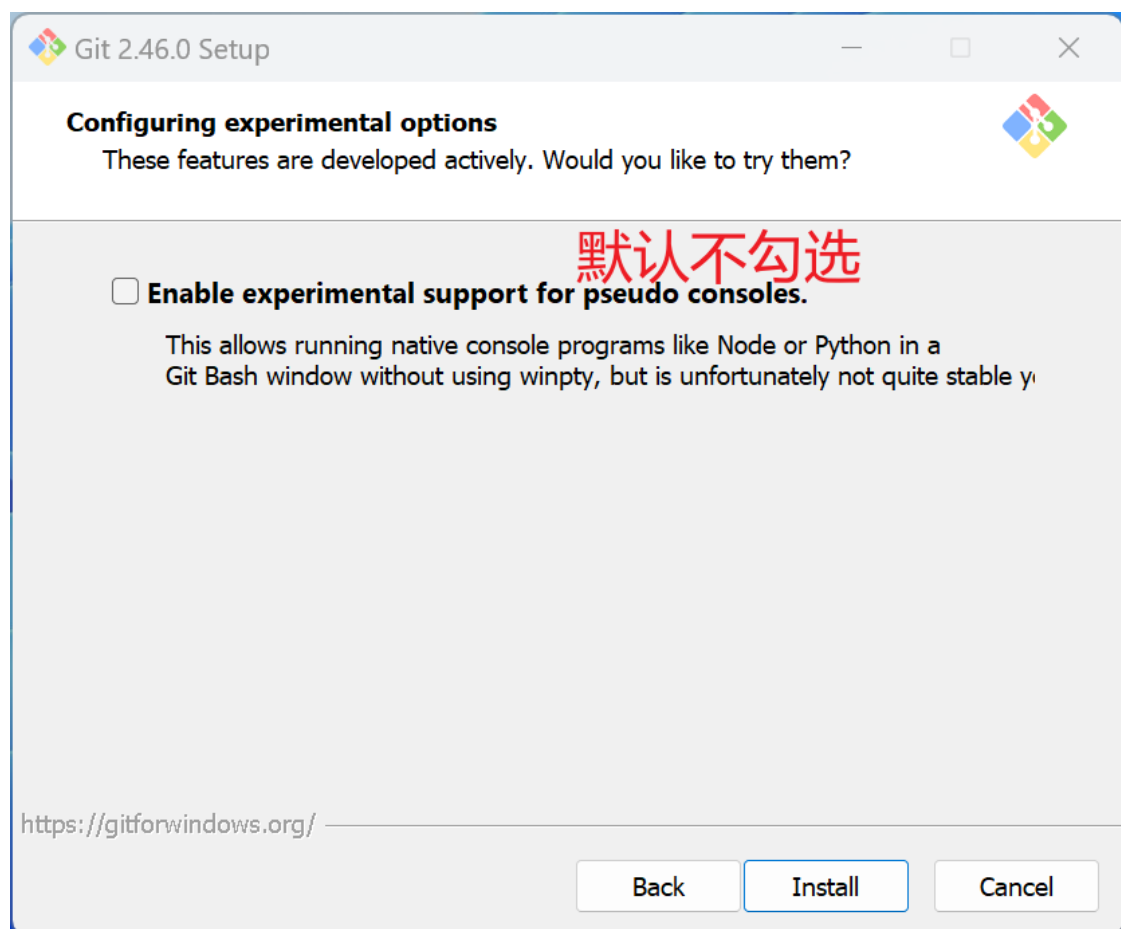 Git 2.46.0 Setup
Configuring experimental options
These features are developed actively. Would you like to try them?
默认不勾选
Enable experimental support for pseudo consoles.
This allows running native console programs like Node or Python in a
Git Bash window without using winpty, but is unfortunately not quite stable
https://gitforwindows.org/
Back Install Cancel